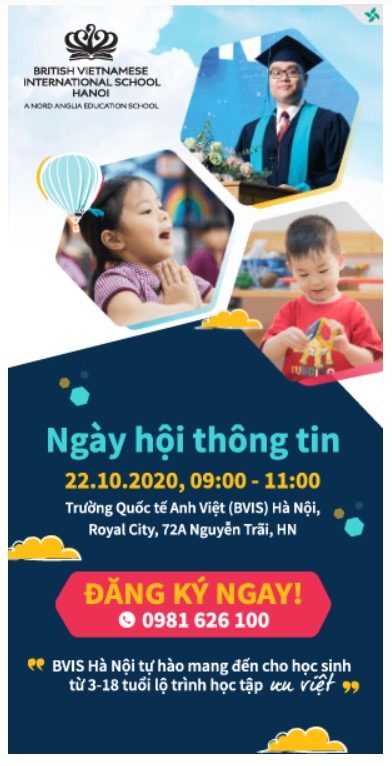 BRITISH VIETNAMESE
INTERNATIONAL SCHOOL
HANOI
A NORD ANGLIA EDUCATION SCHOOL
Ngày hội thông tin
22.10.2020, 09:00 - 11:00
Trường Quốc tế Anh Việt (BVIS) Hà Nội,
Royal City, 72A Nguyễn Trãi, HN
ĐĂNG KÝ NGAY!
0981 626 100
“ BVIS Hà Nội tự hào mang đến cho học sinh
từ 3-18 tuổi lộ trình học tập ưu việt ”